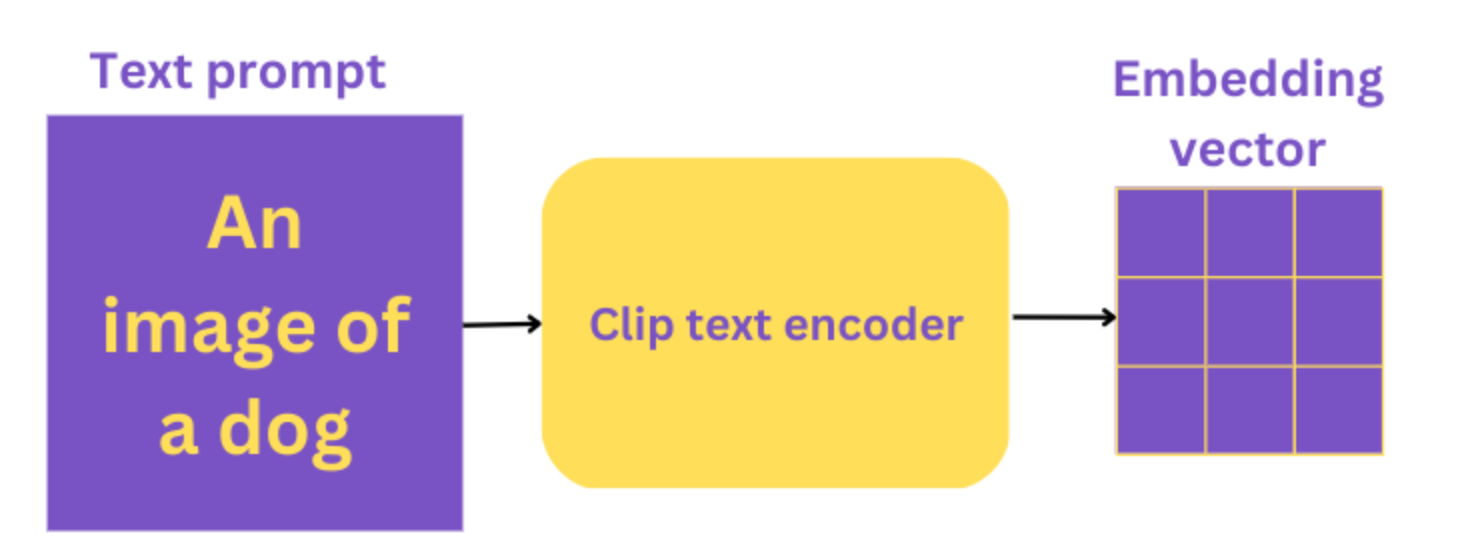 Text prompt
An
image of
a dog
Clip text encoder
Embedding
vector